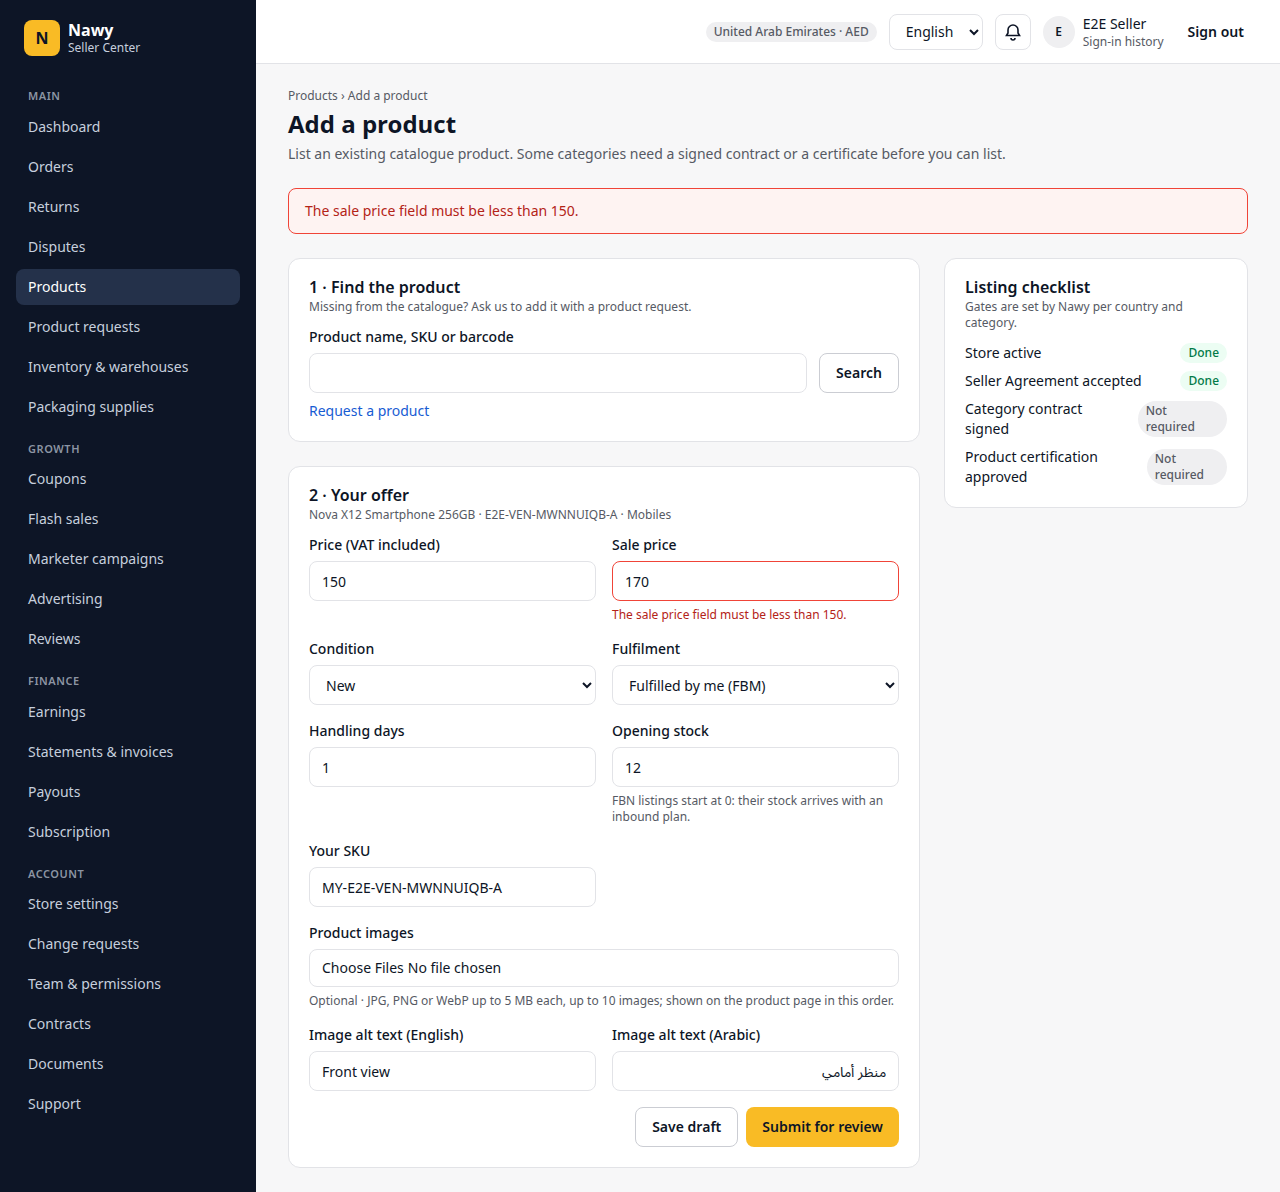 N
Nawy
Seller Center
MAIN
Dashboard
Orders
Returns
Disputes
Products
Product requests
Inventory & warehouses
Packaging supplies
GROWTH
Coupons
Flash sales
Marketer campaigns
Advertising
Reviews
FINANCE
Earnings
Statements & invoices
Payouts
Subscription
ACCOUNT
Store settings
Change requests
Team & permissions
Contracts
Documents
Support
United Arab Emirates · AED
English
E
E2E Seller
Sign-in history
Sign out
Products › Add a product
Add a product
List an existing catalogue product. Some categories need a signed contract or a certificate before you can list.
The sale price field must be less than 150.
1 · Find the product
Missing from the catalogue? Ask us to add it with a product request.
Product name, SKU or barcode
Search
Request a product
2 · Your offer
Nova X12 Smartphone 256GB · E2E-VEN-MWNNUIQB-A · Mobiles
Price (VAT included)
Sale price
150
170
The sale price field must be less than 150.
Condition
Fulfilment
New
Fulfilled by me (FBM)
Handling days
Opening stock
1
12
FBN listings start at 0: their stock arrives with an
inbound plan.
Your SKU
MY-E2E-VEN-MWNNUIQB-A
Product images
Choose Files No file chosen
Optional · JPG, PNG or WebP up to 5 MB each, up to 10 images; shown on the product page in this order.
Image alt text (English)
Image alt text (Arabic)
Front view
منظر أمامي
Save draft
Submit for review
Listing checklist
Gates are set by Nawy per country and
category.
Store active
Done
Seller Agreement accepted
Done
Category contract
signed
Not
required
Product certification
approved
Not
required